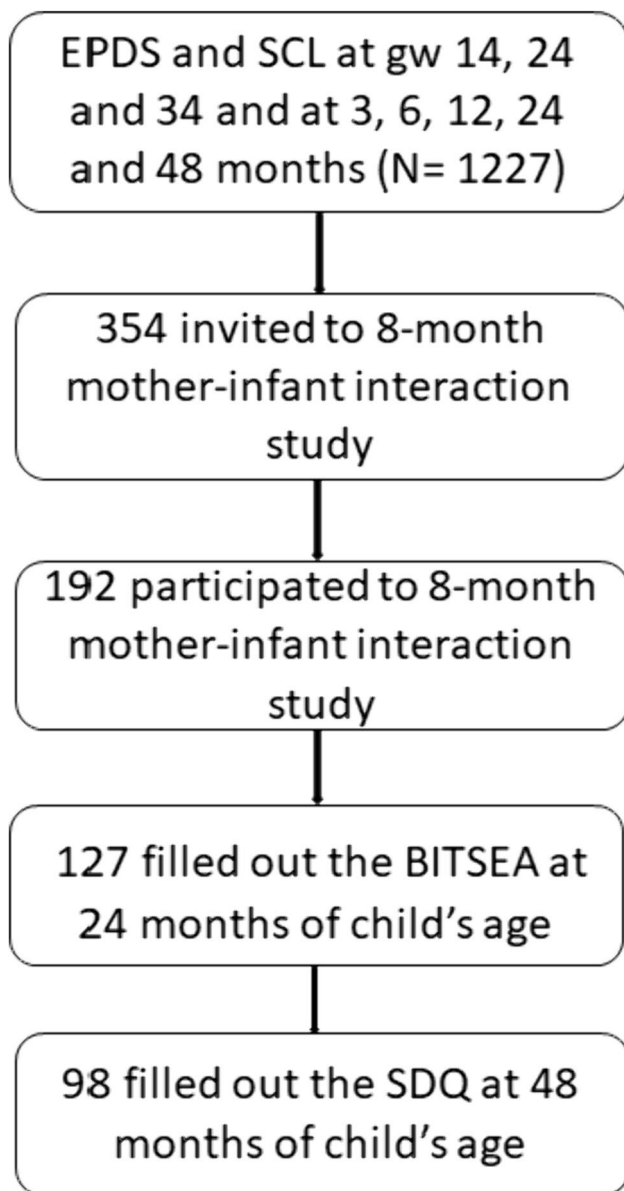 EPDS and SCL at gw 14, 24
and 34 and at 3, 6, 12, 24
and 48 months (N= 1227)
354 invited to 8-month
mother-infant interaction
study
192 participated to 8-month
mother-infant interaction
study
127 filled out the BITSEA at
24 months of child's age
98 filled out the SDQ at 48
months of child's age